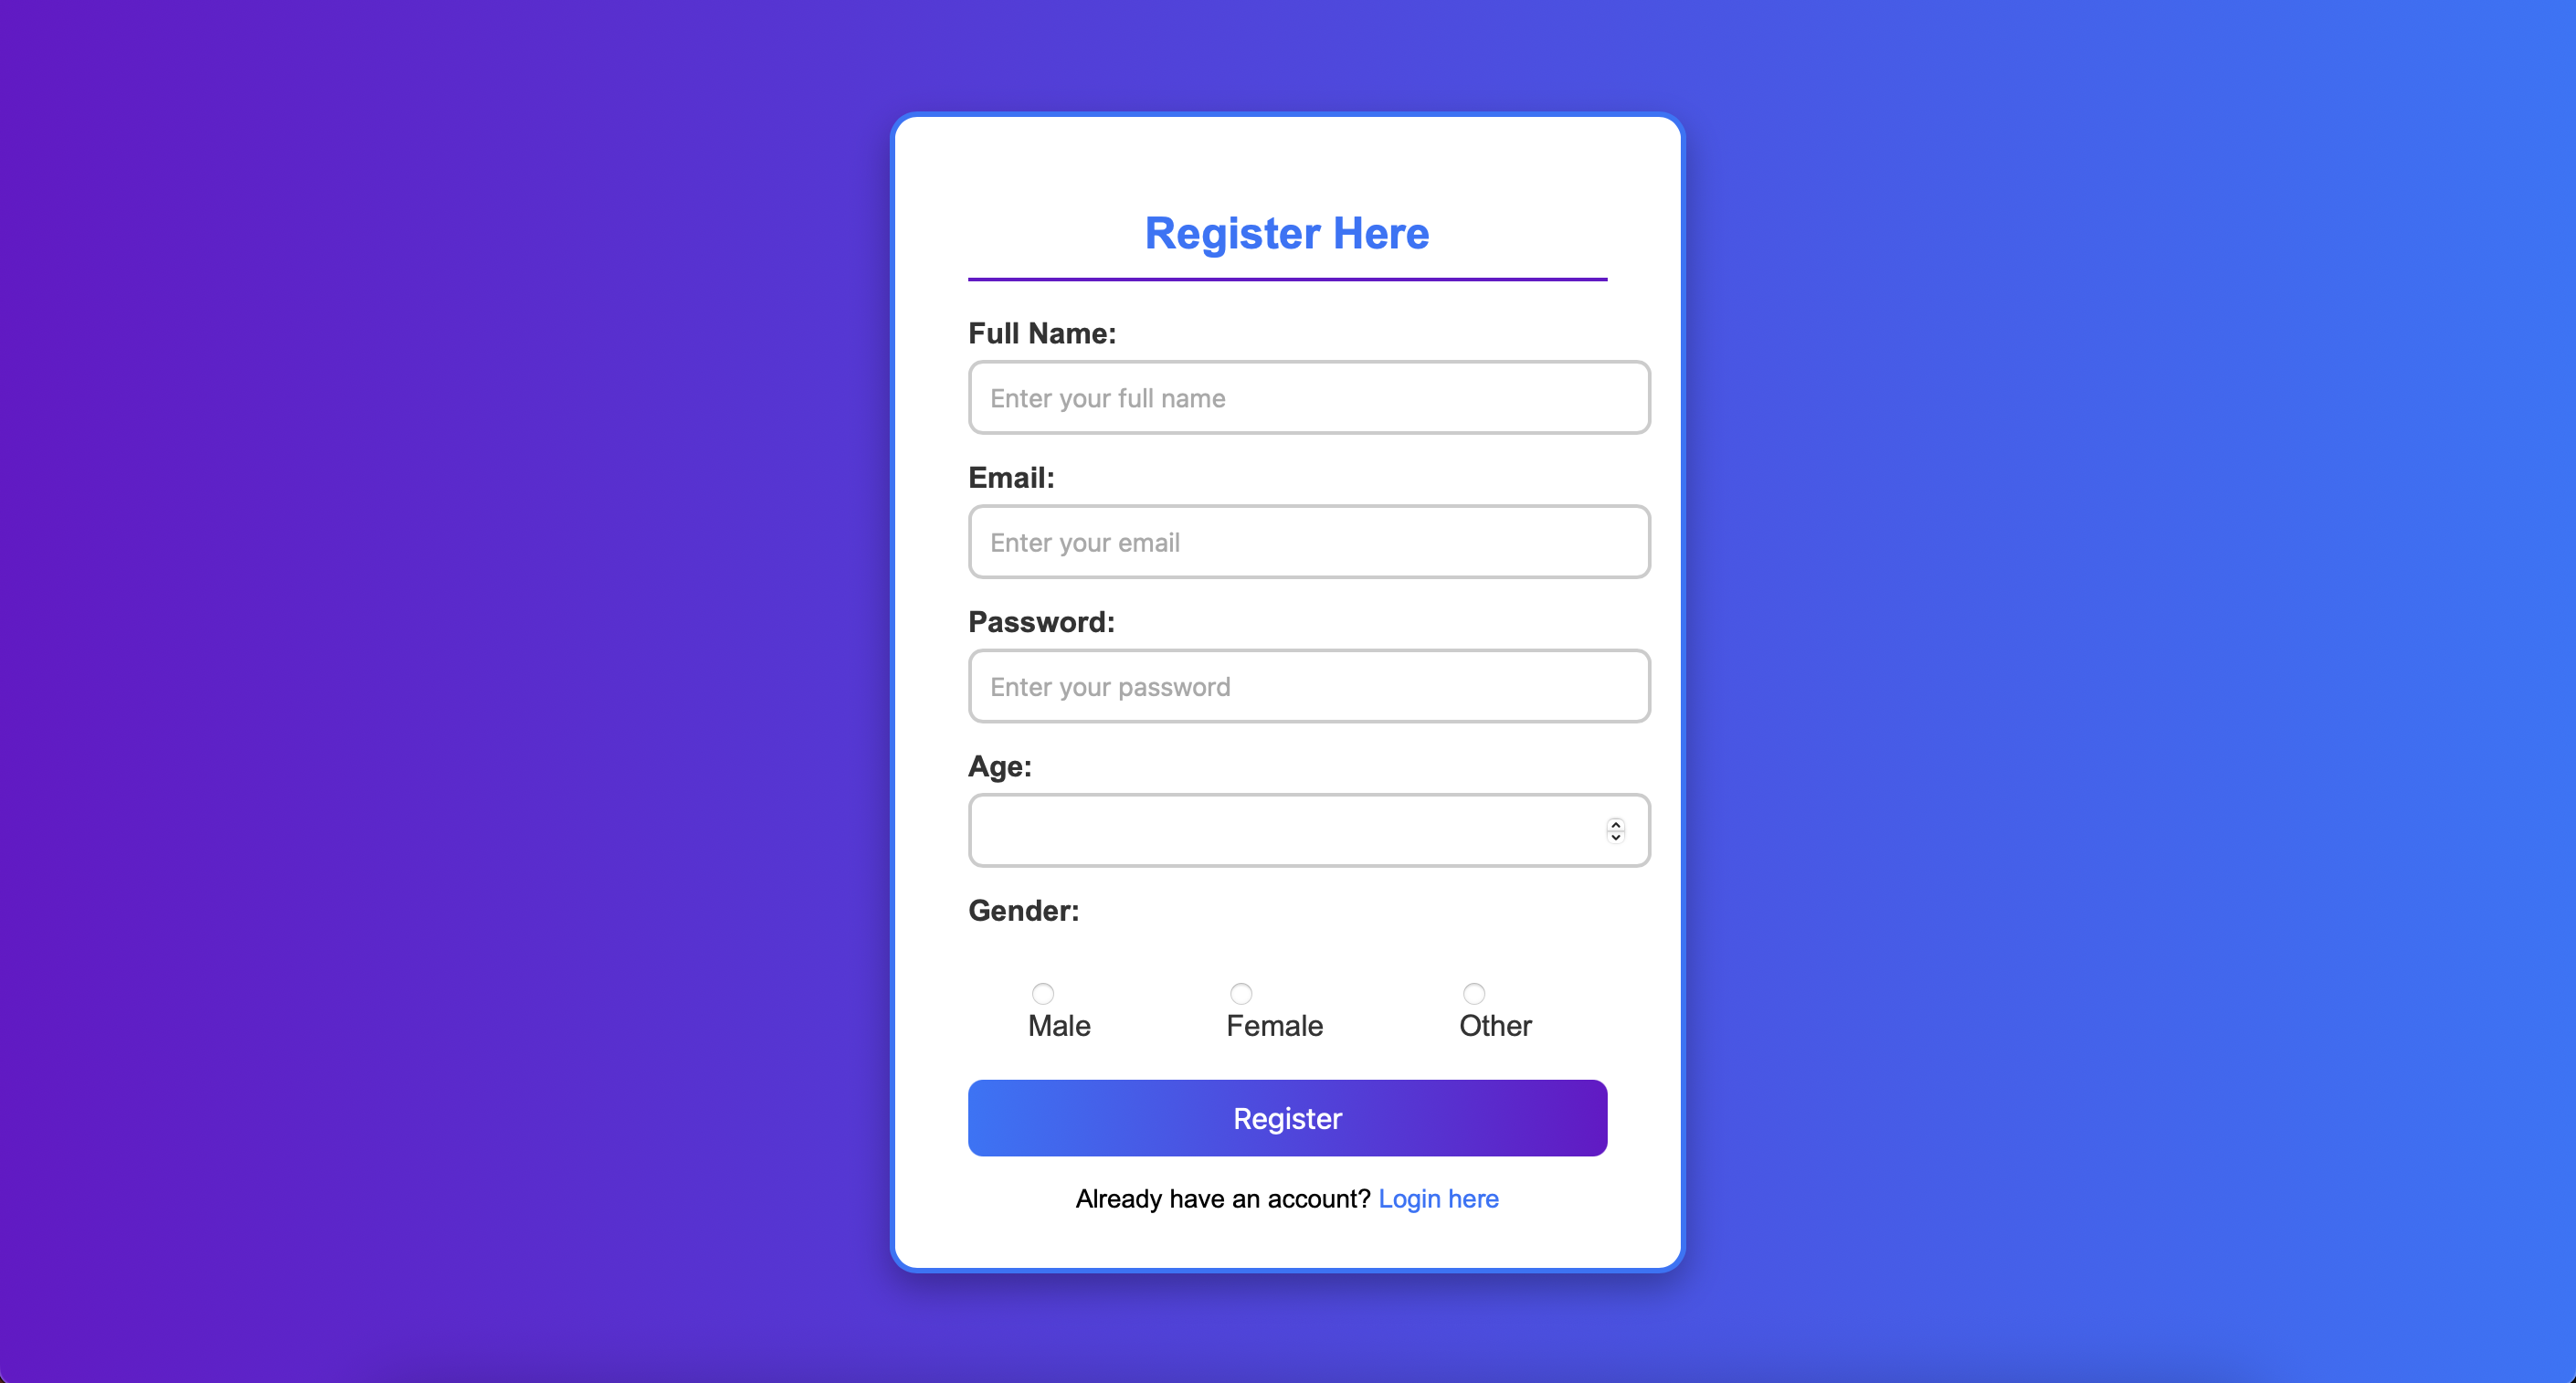 Register Here
Full Name:
Enter your full name
Email:
Enter your email
Password:
Enter your password
Age:
Gender:
Male Female Other
Register
Already have an account? Login here